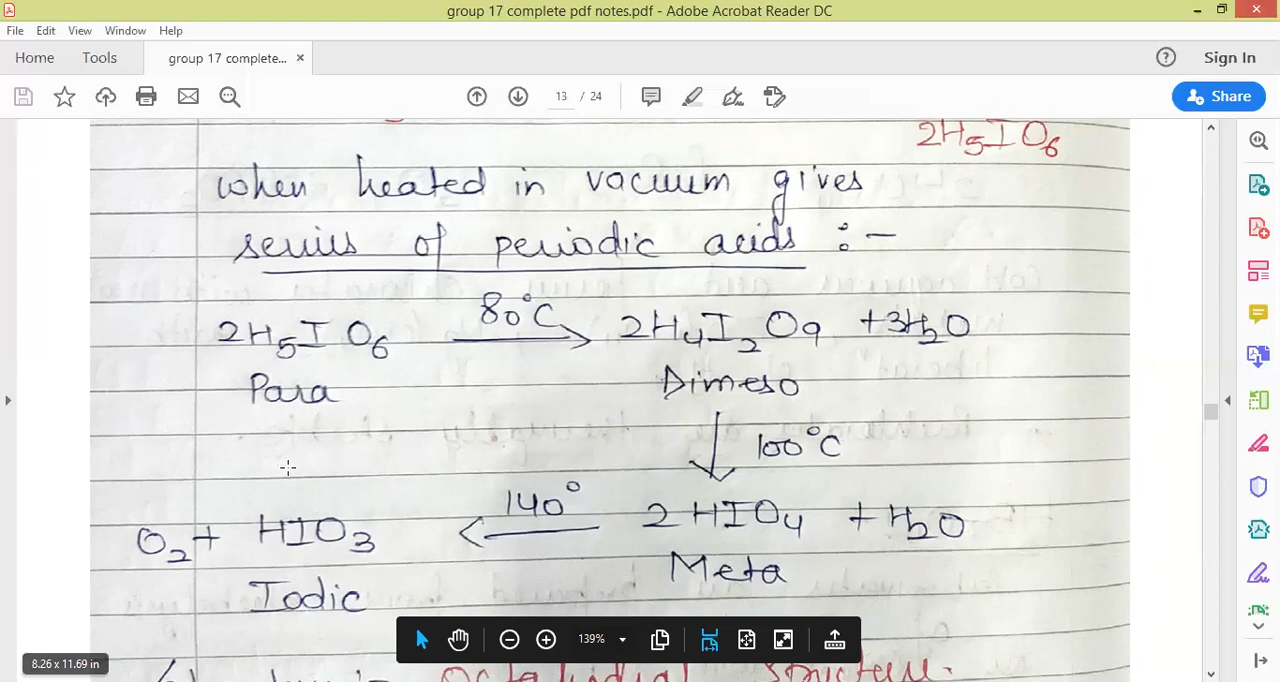 group 17 complete pdf notes.pdf - Adobe Acrobat Reader DC
File Edit View Window Help
Home Tools group 17 complete... ×
Sign In
13 / 24
Share
2H5IO6
when heated in vacuum gives
series of periodic acids :-
2H5IO6 80°C → 2H4I2O9 + 3H2O
Para Dimeso
↓ 100°C
O2 + HIO3 ← 140° 2HIO4 + H2O
Meta
Iodic
139%
8.26 x 11.69 in
Octahedral structure.